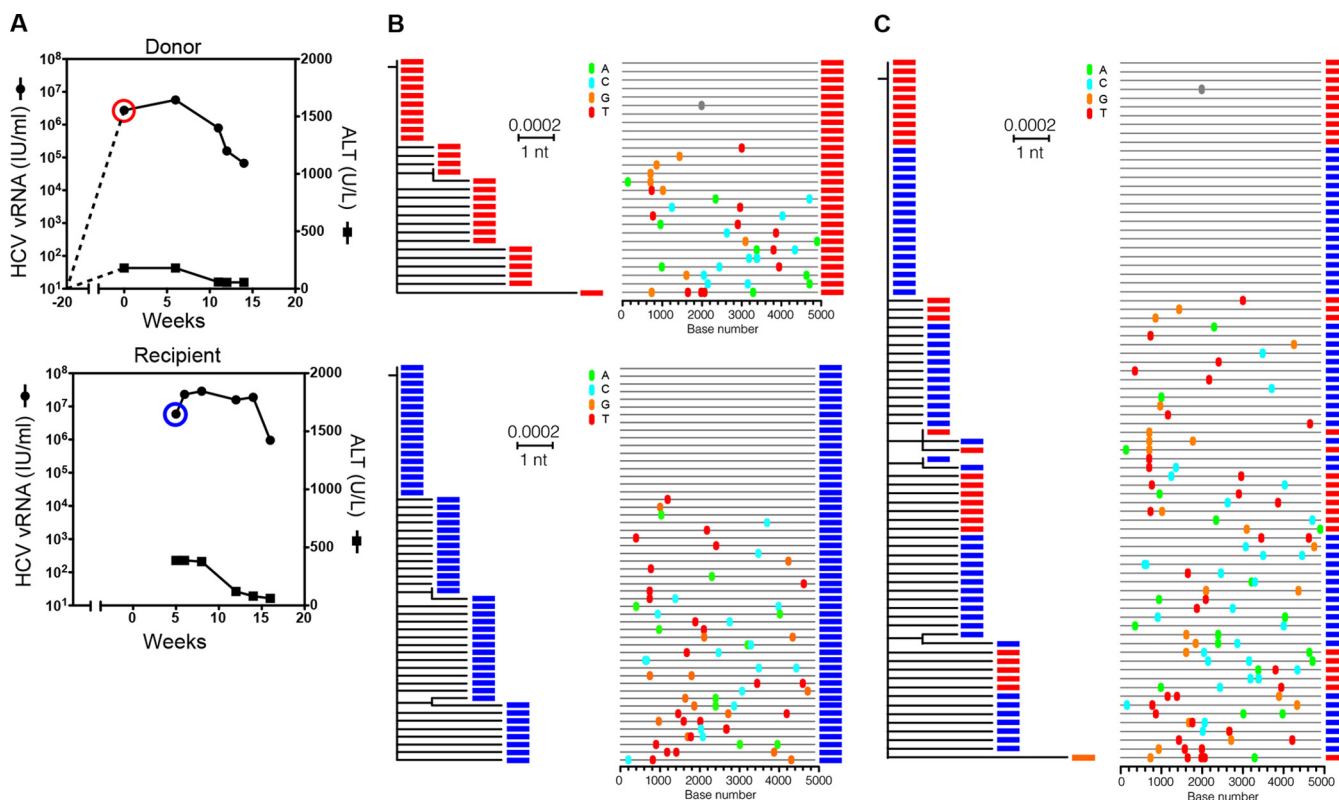 A
Donor
HCV vRNA (IU/ml)
10⁸
10⁷
10⁶
10⁵
10⁴
10³
10²
10¹
2000
1500
1000
500
0
ALT (U/L)
-20 0 5 10 15 20
Weeks
Recipient
HCV vRNA (IU/ml)
10⁸
10⁷
10⁶
10⁵
10⁴
10³
10²
10¹
2000
1500
1000
500
0
ALT (U/L)
0 5 10 15 20
Weeks
B
0.0002
1 nt
A
C
G
T
0 1000 2000 3000 4000 5000
Base number
0.0002
1 nt
A
C
G
T
0 1000 2000 3000 4000 5000
Base number
C
0.0002
1 nt
A
C
G
T
0 1000 2000 3000 4000 5000
Base number